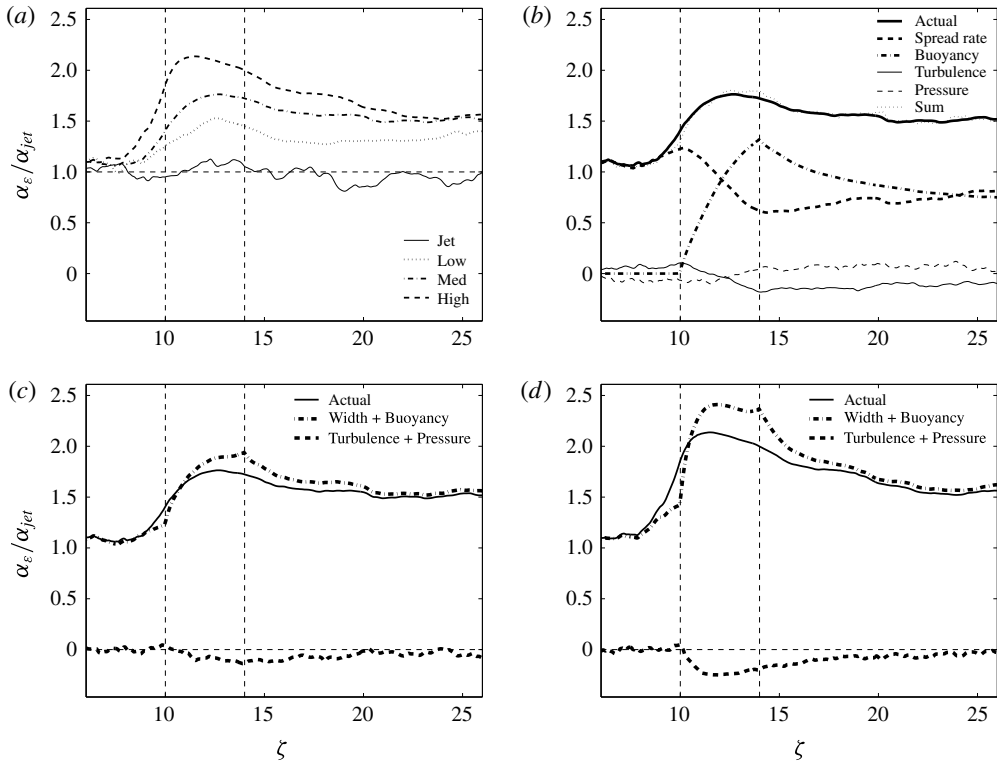 (a)
2.5
2.0
1.5
1.0
0.5
0
α_ε/α_jet
10
15
20
25
Jet
Low
Med
High
(b)
2.5
2.0
1.5
1.0
0.5
0
10
15
20
25
Actual
Spread rate
Buoyancy
Turbulence
Pressure
Sum
(c)
2.5
2.0
1.5
1.0
0.5
0
α_ε/α_jet
10
15
20
25
ζ
Actual
Width + Buoyancy
Turbulence + Pressure
(d)
2.5
2.0
1.5
1.0
0.5
0
10
15
20
25
ζ
Actual
Width + Buoyancy
Turbulence + Pressure